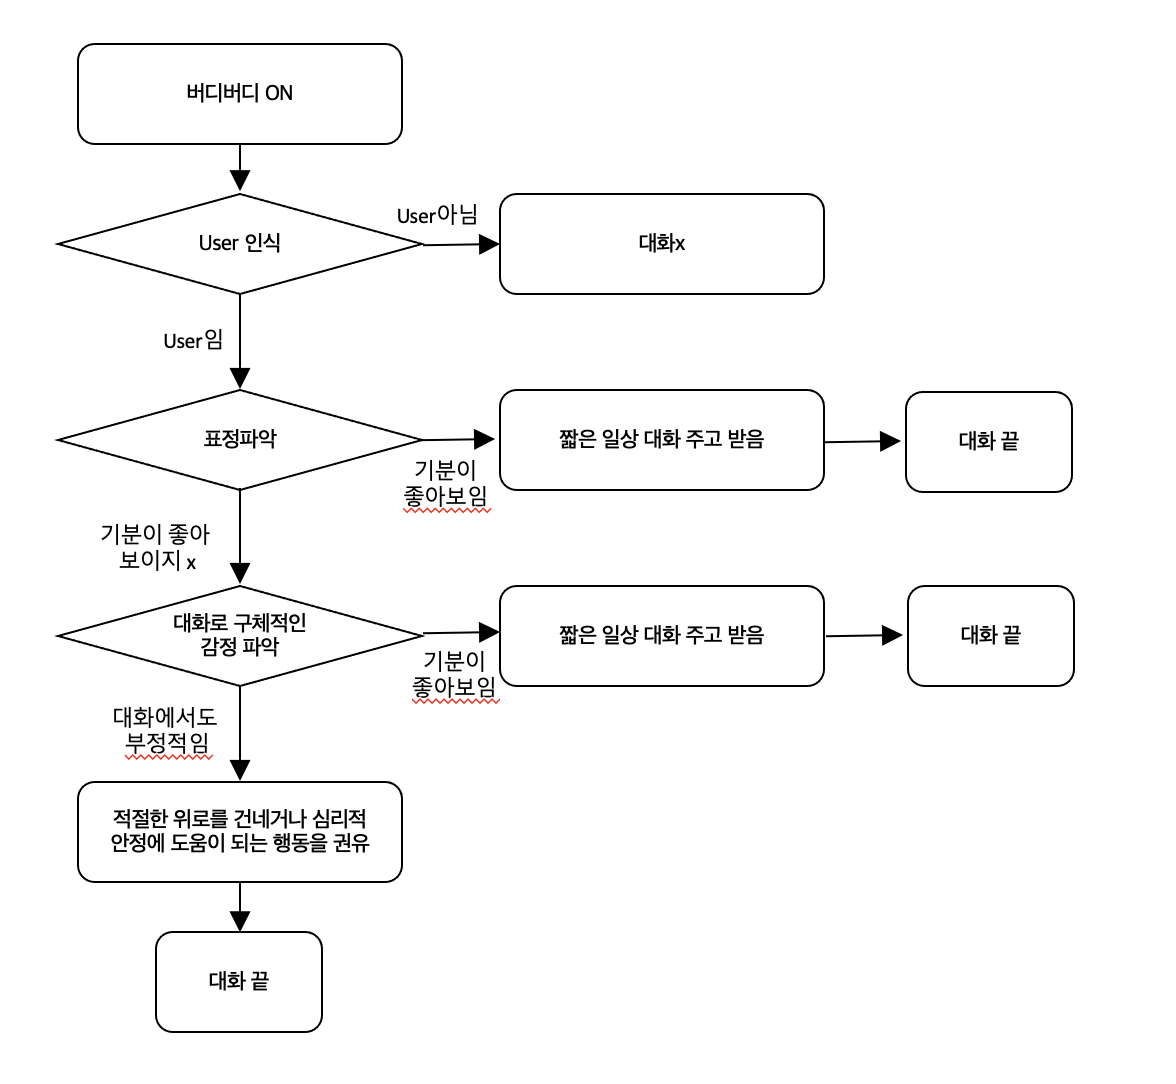 버디버디 ON
User 인식
User아님
대화x
User임
표정파악
기분이
좋아보임
짧은 일상 대화 주고 받음
대화 끝
기분이 좋아
보이지 x
대화로 구체적인
감정 파악
기분이
좋아보임
짧은 일상 대화 주고 받음
대화 끝
대화에서도
부정적임
적절한 위로를 건네거나 심리적
안정에 도움이 되는 행동을 권유
대화 끝